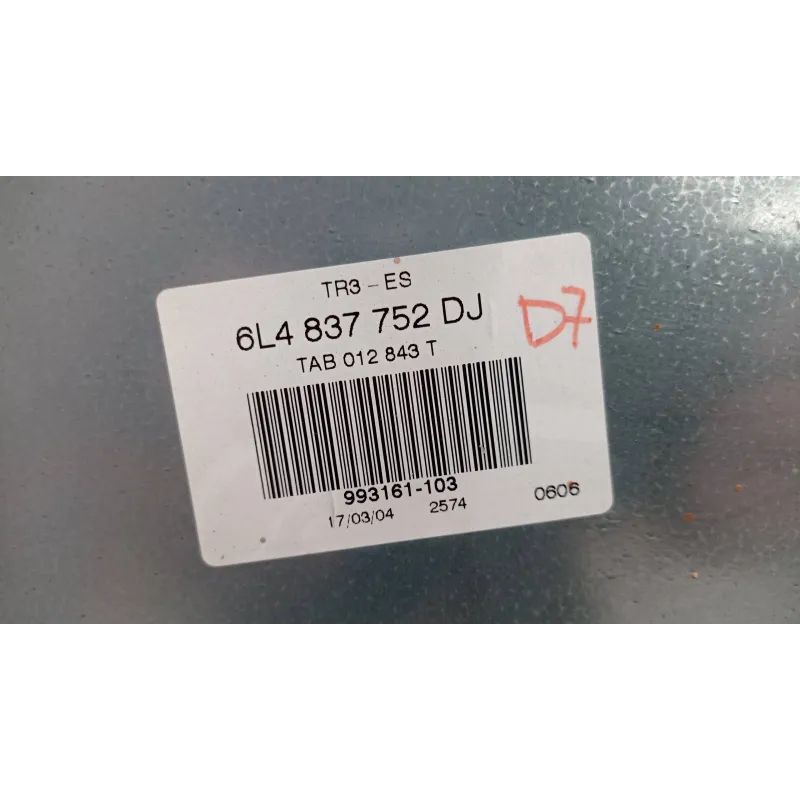 TR3 - ES
6L4 837 752 DJ
D7
TAB 012 843 T
993161-103
17/03/04 2574 0606